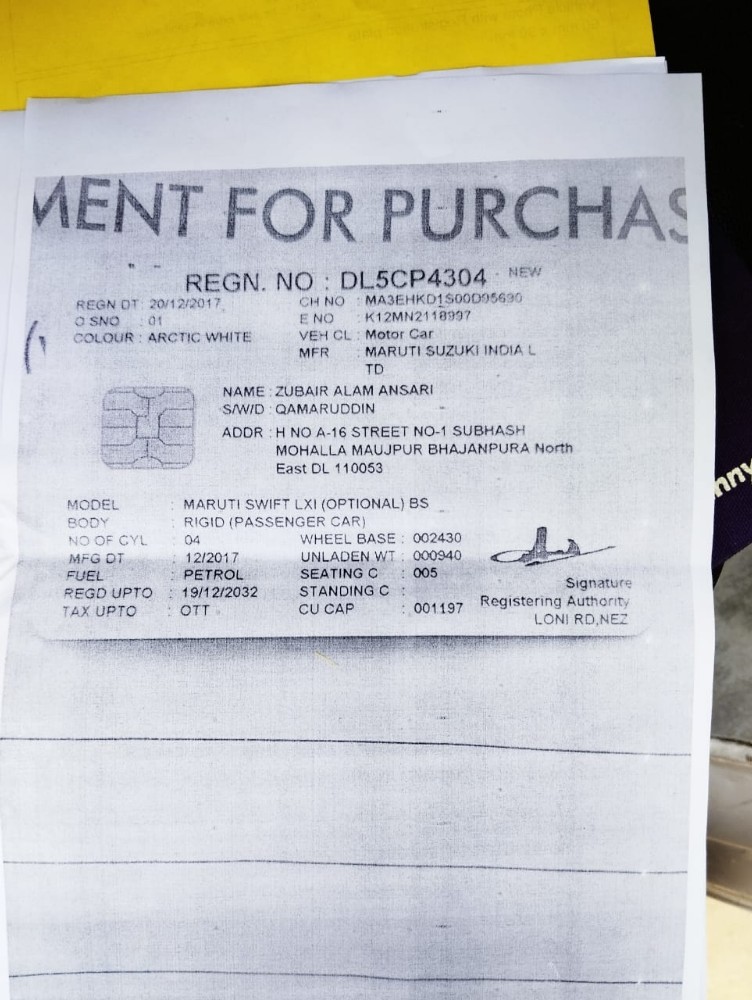 MENT FOR PURCHAS
REGN. NO : DL5CP4304 NEW
REGN DT : 20/12/2017 CH NO : MA3EHKD1S00D95690
O SNO : 01 E NO : K12MN2118997
COLOUR : ARCTIC WHITE VEH CL : Motor Car
MFR : MARUTI SUZUKI INDIA L
TD
NAME : ZUBAIR ALAM ANSARI
S/W/D : QAMARUDDIN
ADDR : H NO A-16 STREET NO-1 SUBHASH
MOHALLA MAUJPUR BHAJANPURA North
East DL 110053
MODEL : MARUTI SWIFT LXI (OPTIONAL) BS
BODY : RIGID (PASSENGER CAR)
NO OF CYL : 04 WHEEL BASE : 002430
MFG DT : 12/2017 UNLADEN WT : 000940
FUEL : PETROL SEATING C : 005
REGD UPTO : 19/12/2032 STANDING C :
TAX UPTO : OTT CU CAP : 001197
Signature
Registering Authority
LONI RD,NEZ